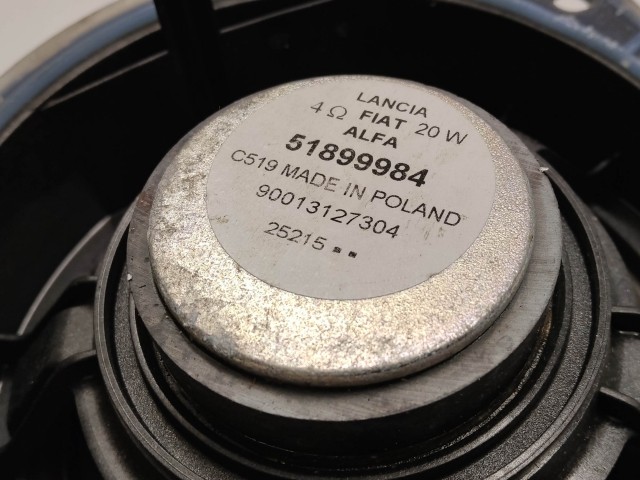 LANCIA
4 Ω FIAT 20 W
ALFA
51899984
C519 MADE IN POLAND
90013127304
25215